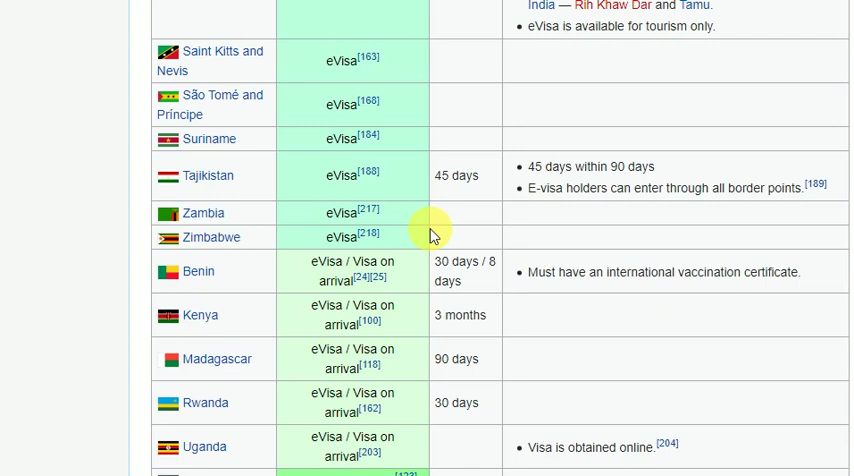 India — Rih Khaw Dar and Tamu.
eVisa is available for tourism only.
Saint Kitts and
Nevis
eVisa[163]
São Tomé and
Príncipe
eVisa[168]
Suriname
eVisa[184]
Tajikistan
eVisa[188]
45 days
45 days within 90 days
E-visa holders can enter through all border points.[189]
Zambia
eVisa[217]
Zimbabwe
eVisa[218]
Benin
eVisa / Visa on
arrival[24][25]
30 days / 8
days
Must have an international vaccination certificate.
Kenya
eVisa / Visa on
arrival[100]
3 months
Madagascar
eVisa / Visa on
arrival[118]
90 days
Rwanda
eVisa / Visa on
arrival[162]
30 days
Uganda
eVisa / Visa on
arrival[203]
Visa is obtained online.[204]
[123]